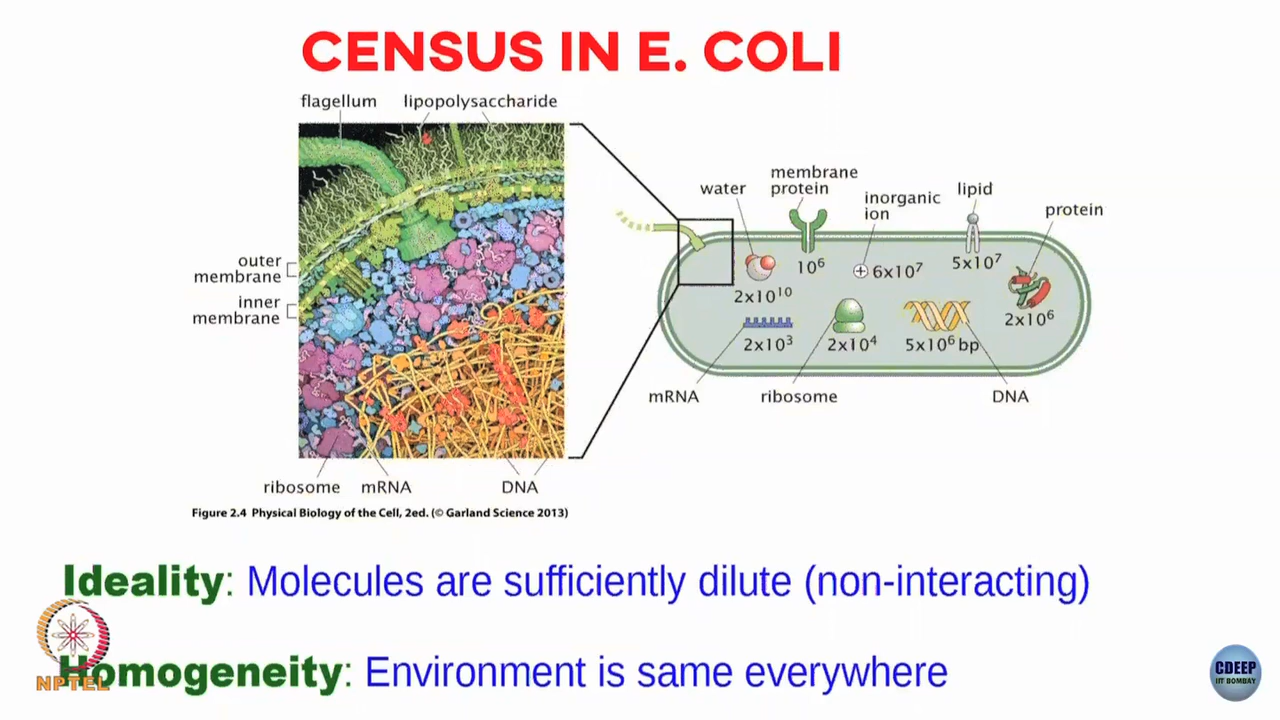 CENSUS IN E. COLI
flagellum lipopolysaccharide
outer
membrane
inner
membrane
ribosome mRNA DNA
Figure 2.4 Physical Biology of the Cell, 2ed. (© Garland Science 2013)
water
membrane
protein
inorganic
ion
lipid
protein
10⁶
6x10⁷
5x10⁷
2x10¹⁰
2x10⁶
2x10³
2x10⁴
5x10⁶ bp
mRNA
ribosome
DNA
Ideality: Molecules are sufficiently dilute (non-interacting)
Homogeneity: Environment is same everywhere
NPTEL
CDEEP
IIT BOMBAY